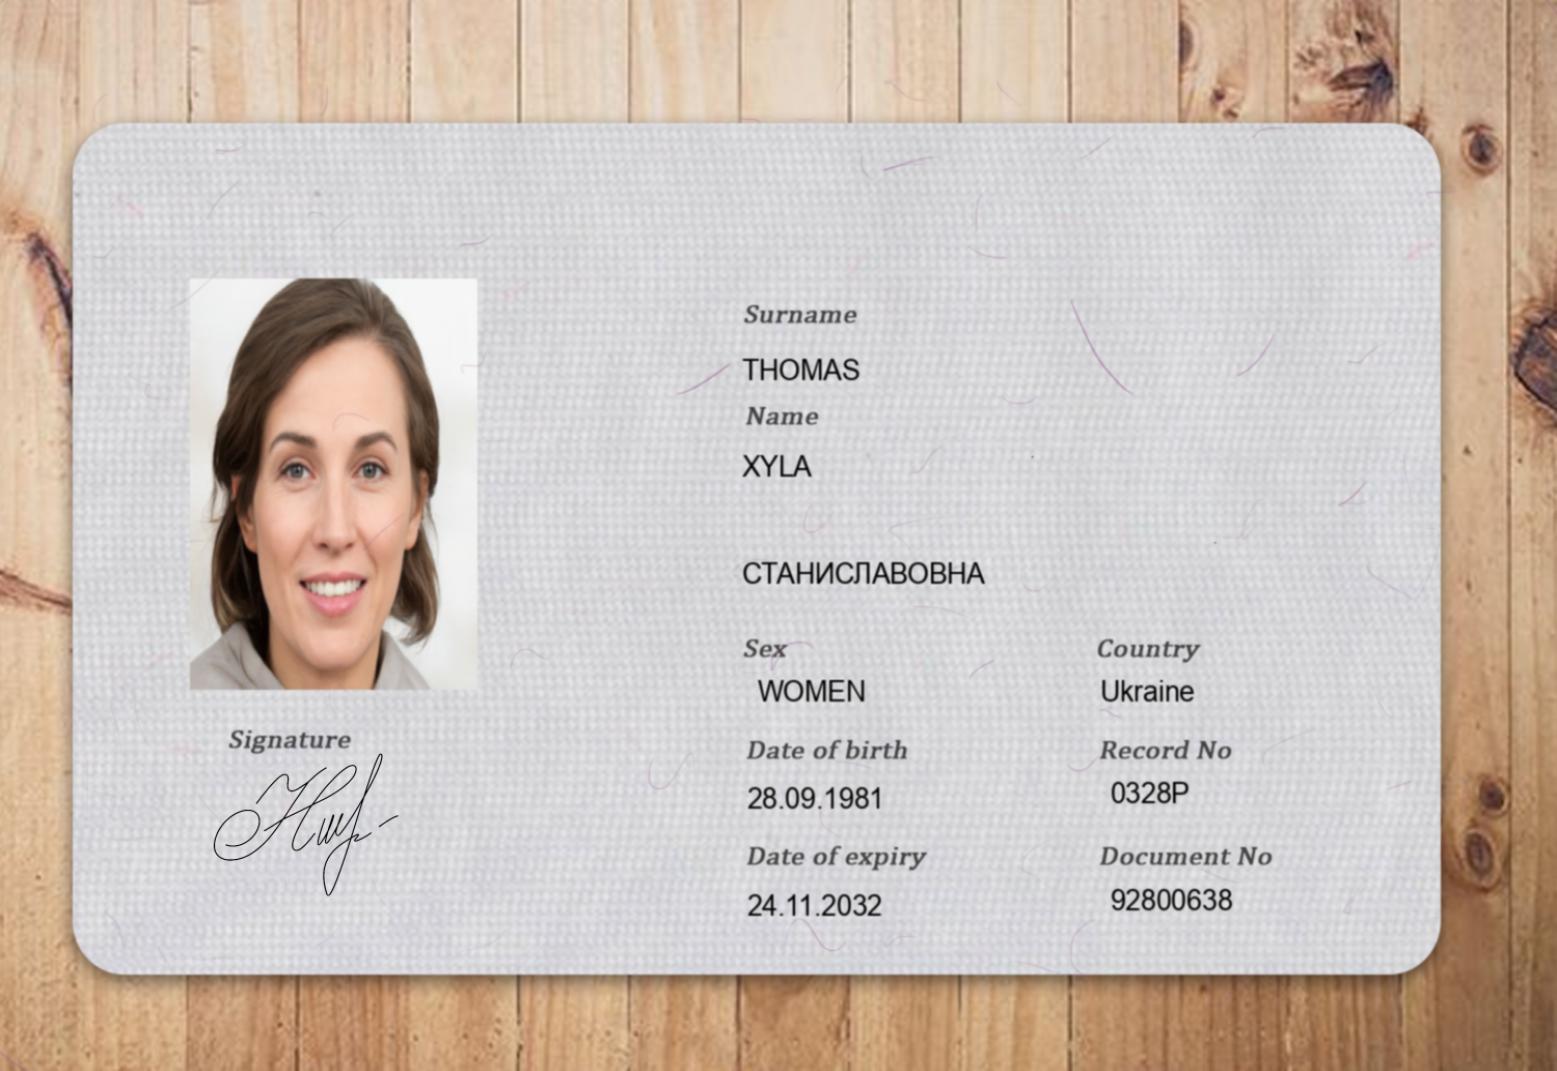 Surname
THOMAS
Name
XYLA
СТАНИСЛАВОВНА
Sex
Country
WOMEN
Ukraine
Date of birth
Record No
28.09.1981
0328P
Date of expiry
Document No
24.11.2032
92800638
Signature